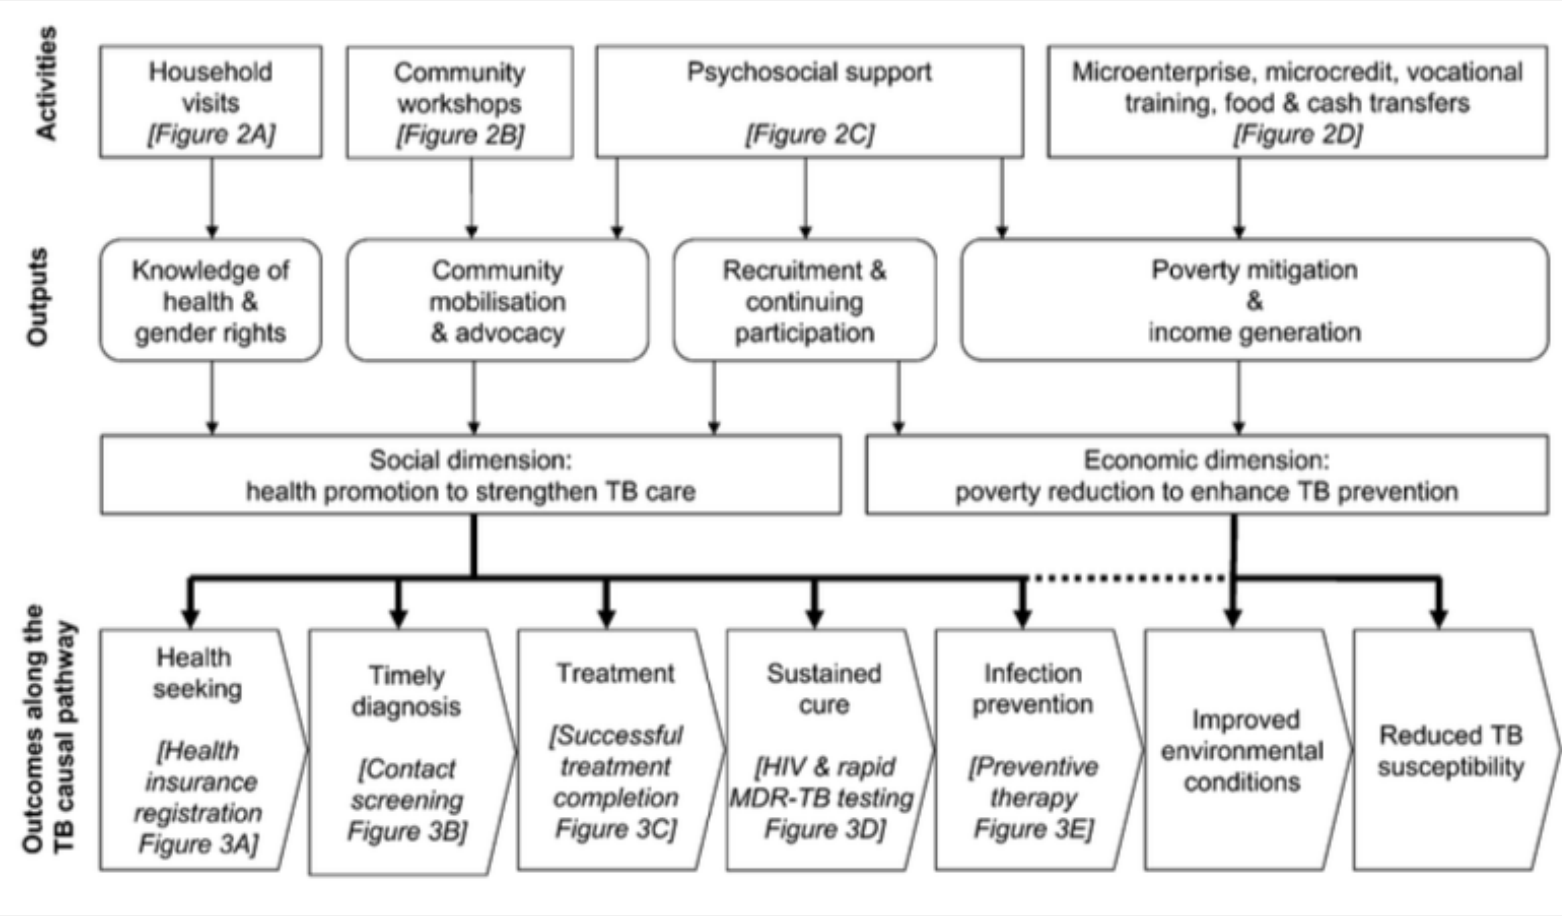 Activities
Household
visits
[Figure 2A]
Community
workshops
[Figure 2B]
Psychosocial support
[Figure 2C]
Microenterprise, microcredit, vocational
training, food & cash transfers
[Figure 2D]
Outputs
Knowledge of
health &
gender rights
Community
mobilisation
& advocacy
Recruitment &
continuing
participation
Poverty mitigation
&
income generation
Social dimension:
health promotion to strengthen TB care
Economic dimension:
poverty reduction to enhance TB prevention
Outcomes along the
TB causal pathway
Health
seeking
[Health
insurance
registration
Figure 3A]
Timely
diagnosis
[Contact
screening
Figure 3B]
Treatment
[Successful
treatment
completion
Figure 3C]
Sustained
cure
[HIV & rapid
MDR-TB testing
Figure 3D]
Infection
prevention
[Preventive
therapy
Figure 3E]
Improved
environmental
conditions
Reduced TB
susceptibility